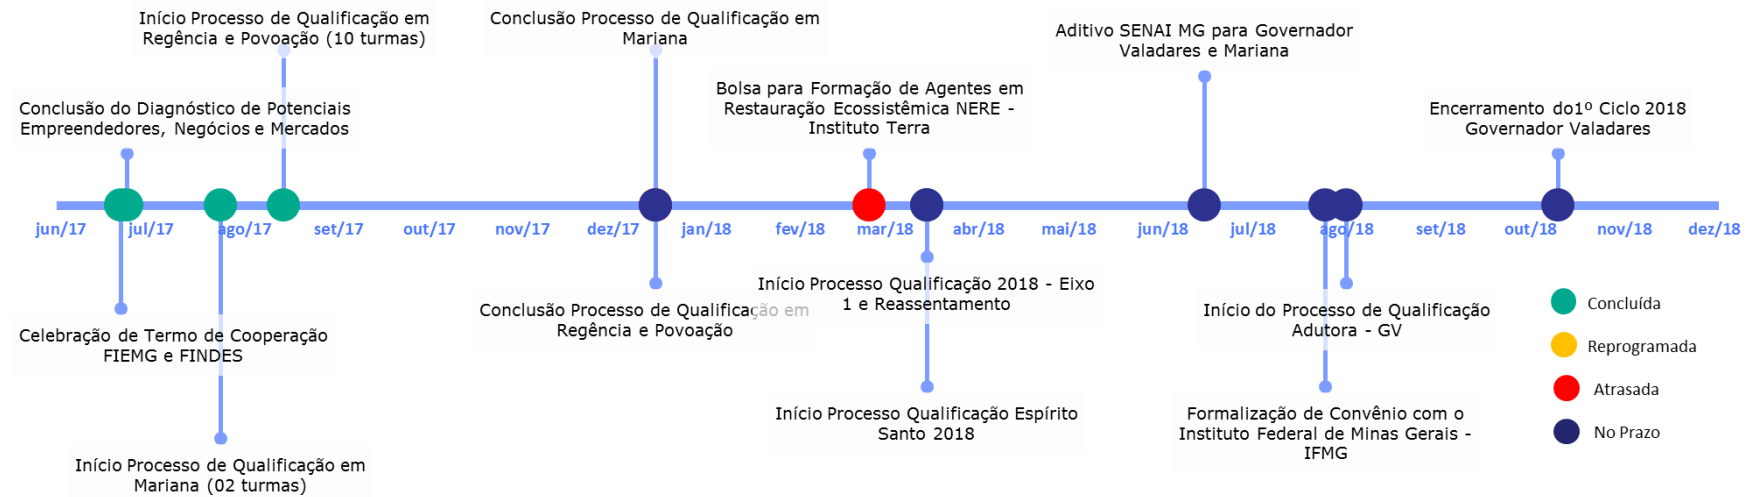 Início Processo de Qualificação em
Regência e Povoação (10 turmas)
Conclusão Processo de Qualificação em
Mariana
Aditivo SENAI MG para Governador
Valadares e Mariana
Bolsa para Formação de Agentes em
Restauração Ecossistêmica NERE -
Instituto Terra
Conclusão do Diagnóstico de Potenciais
Empreendedores, Negócios e Mercados
Encerramento do1º Ciclo 2018
Governador Valadares
jun/17 jul/17 ago/17 set/17 out/17 nov/17 dez/17 jan/18 fev/18 mar/18 abr/18 mai/18 jun/18 jul/18 ago/18 set/18 out/18 nov/18 dez/18
Início Processo Qualificação 2018 - Eixo
1 e Reassentamento
Conclusão Processo de Qualificação em
Regência e Povoação
Início do Processo de Qualificação
Adutora - GV
Celebração de Termo de Cooperação
FIEMG e FINDES
Início Processo Qualificação Espírito
Santo 2018
Formalização de Convênio com o
Instituto Federal de Minas Gerais -
IFMG
Início Processo de Qualificação em
Mariana (02 turmas)
Concluída
Reprogramada
Atrasada
No Prazo